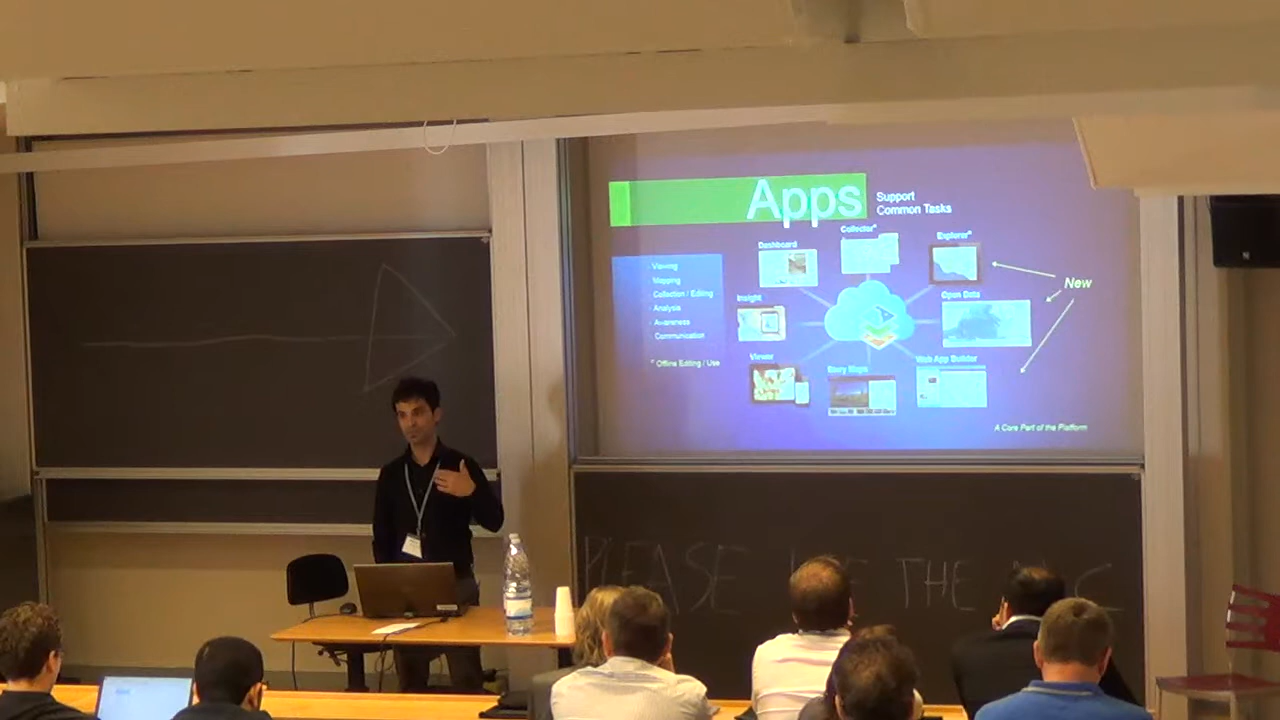 Apps
Support
Common Tasks
Viewing
Mapping
Collection / Editing
Analysis
Awareness
Communication
* Offline Editing / Use
Dashboard
Collector*
Explorer*
New
Insight
Open Data
Viewer
Story Maps
Web App Builder
A Core Part of the Platform
PLEASE THE